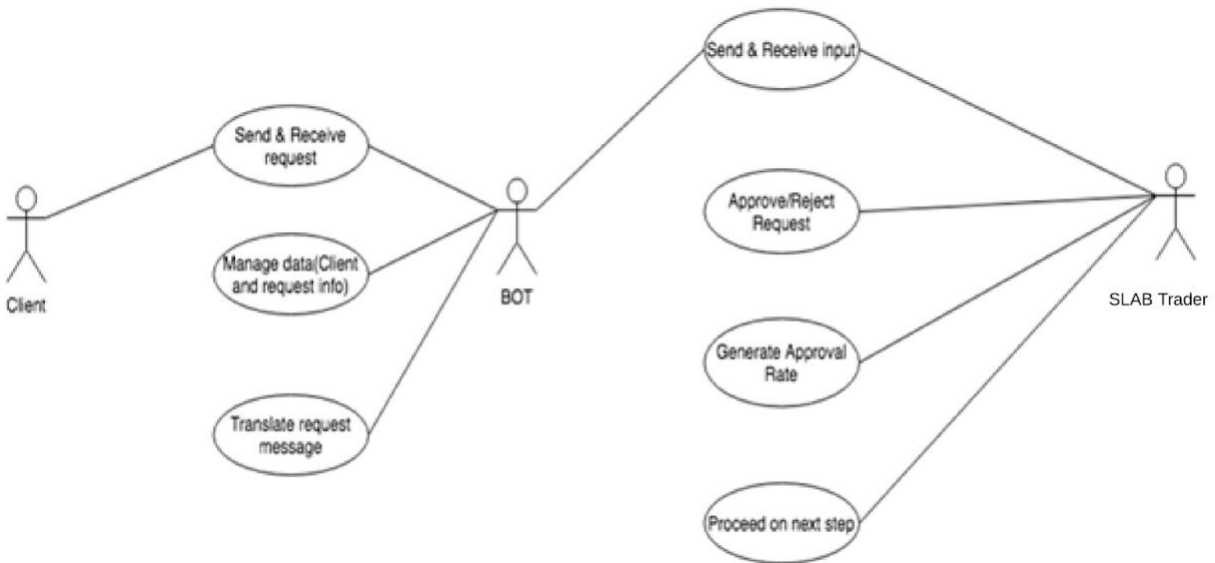 Send & Receive input
Send & Receive
request
Approve/Reject
Request
Manage data(Client
and request info)
Client
BOT
SLAB Trader
Generate Approval
Rate
Translate request
message
Proceed on next step